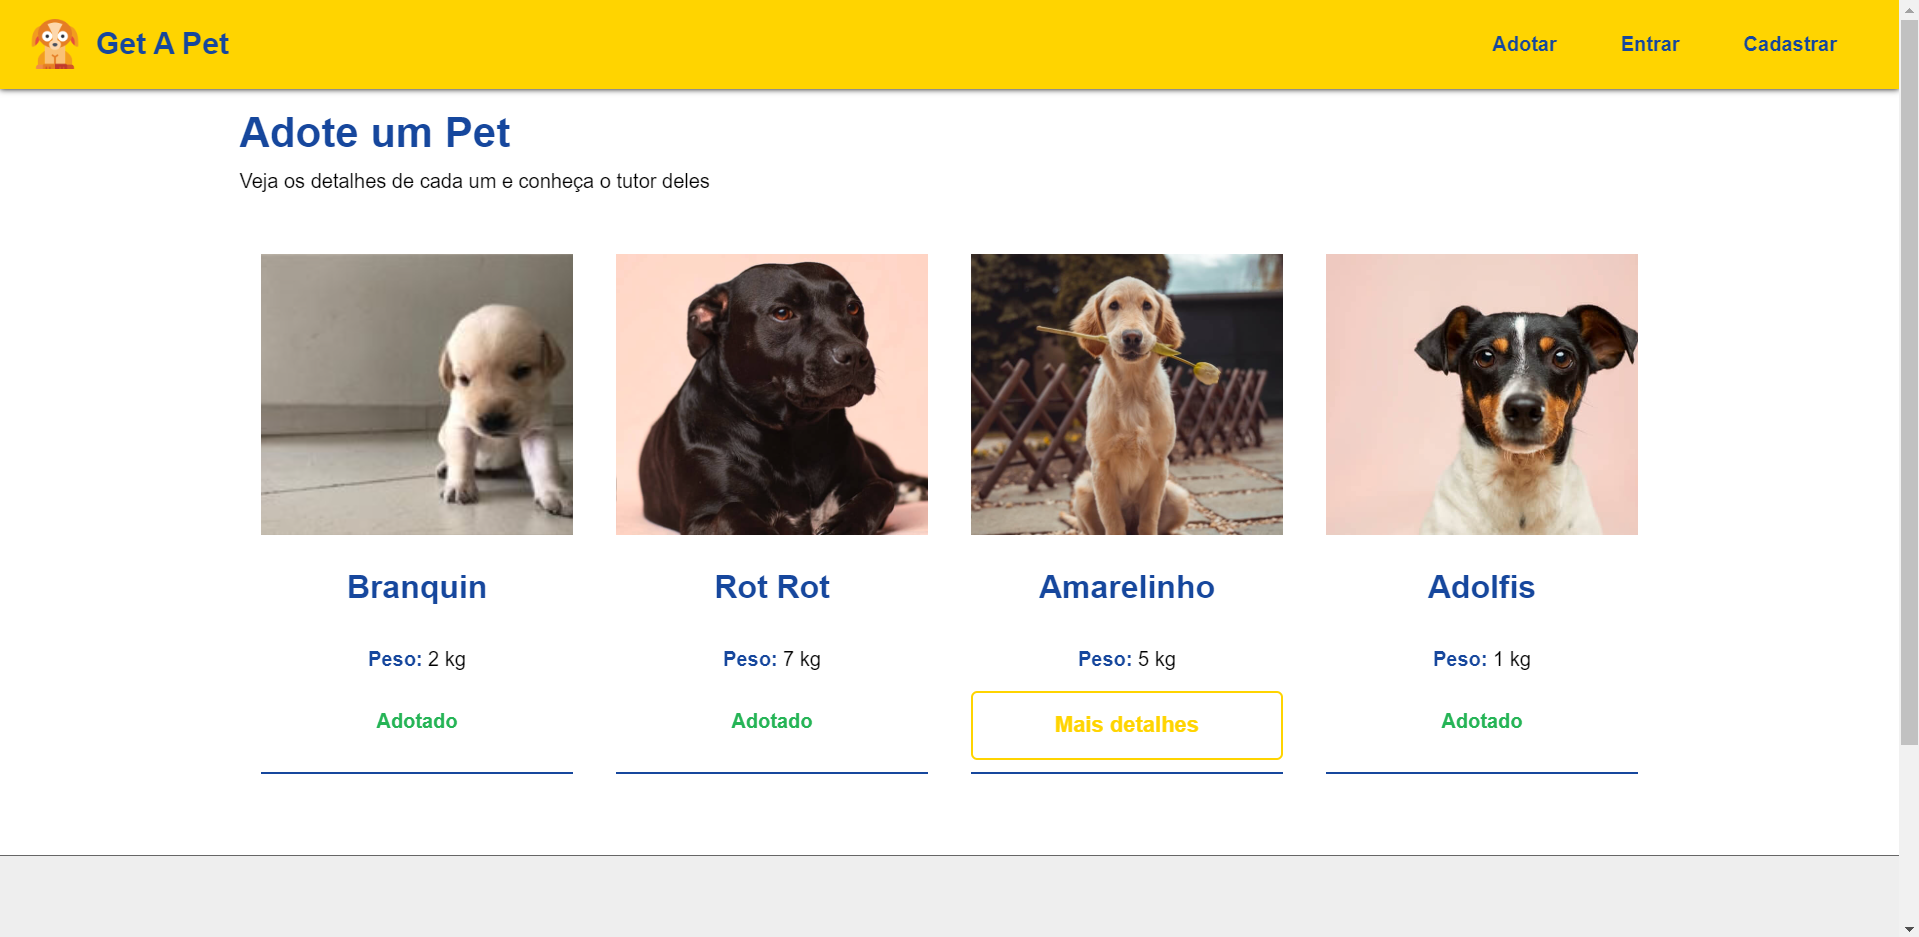 Get A Pet
Adotar
Entrar
Cadastrar
Adote um Pet
Veja os detalhes de cada um e conheça o tutor deles
Branquin
Peso: 2 kg
Adotado
Rot Rot
Peso: 7 kg
Adotado
Amarelinho
Peso: 5 kg
Mais detalhes
Adolfis
Peso: 1 kg
Adotado